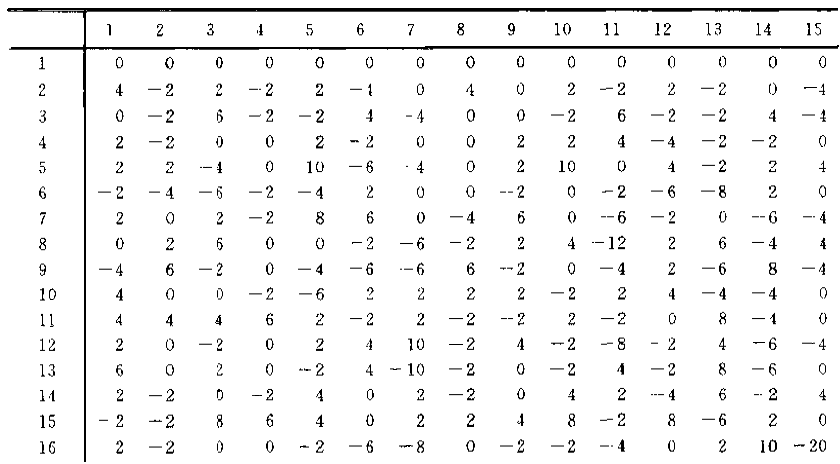 1 2 3 4 5 6 7 8 9 10 11 12 13 14 15
1 0 0 0 0 0 0 0 0 0 0 0 0 0 0 0
2 4 -2 2 -2 2 -4 0 4 0 2 -2 2 -2 0 -4
3 0 -2 6 -2 -2 4 -4 0 0 -2 6 -2 -2 4 -4
4 2 -2 0 0 2 -2 0 0 2 2 4 -4 -2 -2 0
5 2 2 -4 0 10 -6 -4 0 2 10 0 4 -2 2 4
6 -2 -4 -6 -2 -4 2 0 0 -2 0 -2 -6 -8 2 0
7 2 0 2 -2 8 6 0 -4 6 0 -6 -2 0 -6 -4
8 0 2 6 0 0 -2 -6 -2 2 4 -12 2 6 -4 4
9 -4 6 -2 0 -4 -6 -6 6 -2 0 -4 2 -6 8 -4
10 4 0 0 -2 -6 2 2 2 2 -2 2 4 -4 -4 0
11 4 4 4 6 2 -2 2 -2 -2 2 -2 0 8 -4 0
12 2 0 -2 0 2 4 10 -2 4 -2 -8 -2 4 -6 -4
13 6 0 2 0 -2 4 -10 -2 0 -2 4 -2 8 -6 0
14 2 -2 0 -2 4 0 2 -2 0 4 2 -4 6 -2 4
15 -2 -2 8 6 4 0 2 2 4 8 -2 8 -6 2 0
16 2 -2 0 0 -2 -6 -8 0 -2 -2 -4 0 2 10 -20